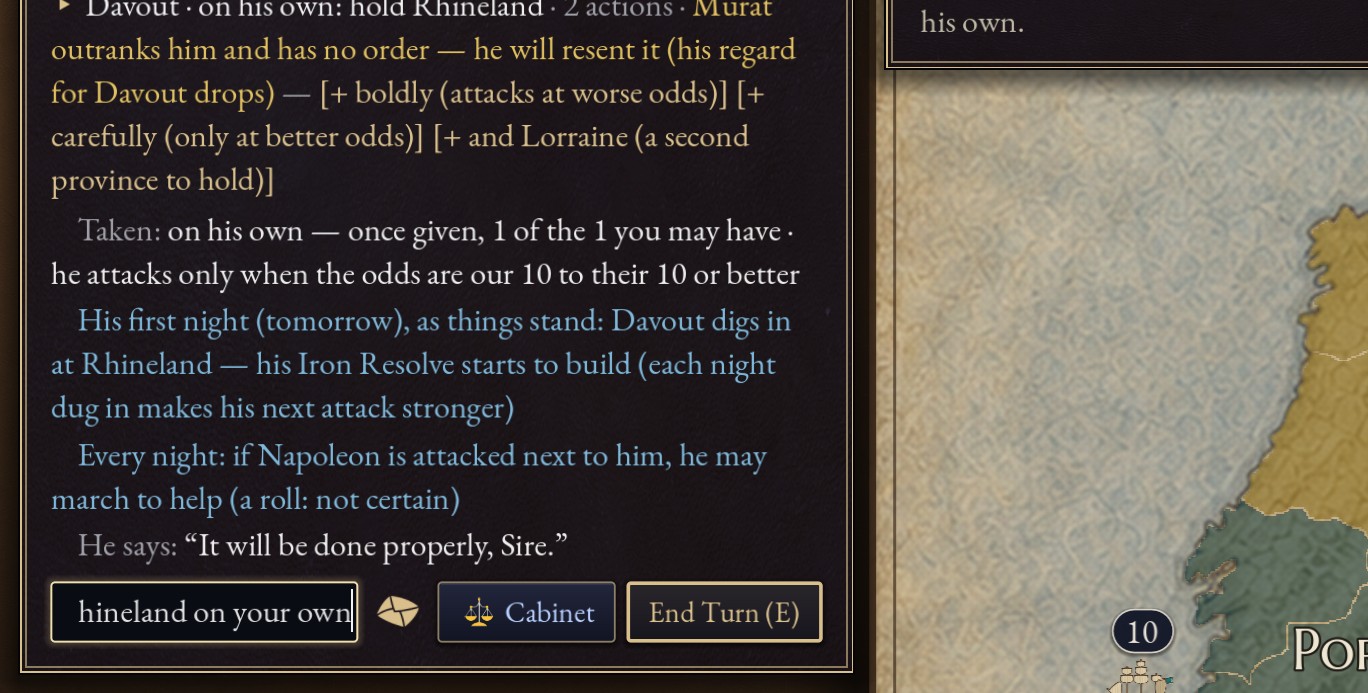 ▸ Davout · on his own: hold Rhineland · 2 actions · Murat
outranks him and has no order — he will resent it (his regard
for Davout drops) — [+ boldly (attacks at worse odds)] [+
carefully (only at better odds)] [+ and Lorraine (a second
province to hold)]
Taken: on his own — once given, 1 of the 1 you may have ·
he attacks only when the odds are our 10 to their 10 or better
His first night (tomorrow), as things stand: Davout digs in
at Rhineland — his Iron Resolve starts to build (each night
dug in makes his next attack stronger)
Every night: if Napoleon is attacked next to him, he may
march to help (a roll: not certain)
He says: “It will be done properly, Sire.”
hineland on your own
Cabinet
End Turn (E)
his own.
10